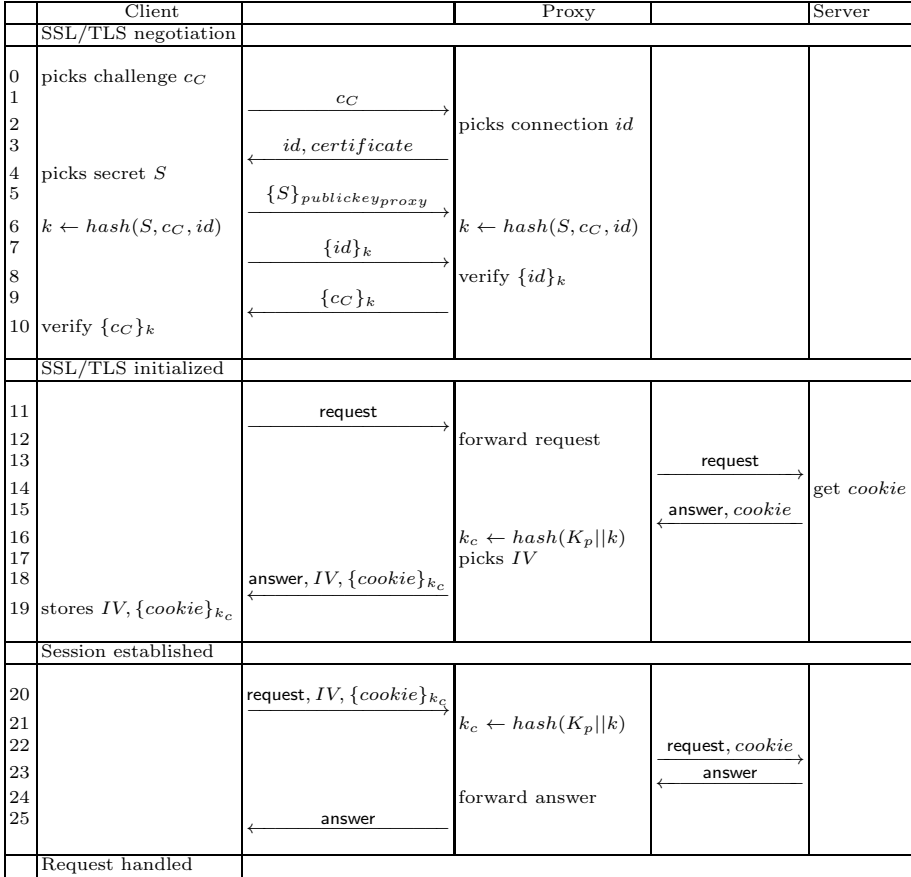 Client Proxy Server
SSL/TLS negotiation
0 picks challenge c_C
1 c_C
2 picks connection id
3 id, certificate
4 picks secret S
5 {S}_{publickey_{proxy}}
6 k ← hash(S, c_C, id) k ← hash(S, c_C, id)
7 {id}_k
8 verify {id}_k
9 {c_C}_k
10 verify {c_C}_k
SSL/TLS initialized
11 request
12 forward request
13 request
14 get cookie
15 answer, cookie
16 k_c ← hash(K_p||k)
17 picks IV
18 answer, IV, {cookie}_{k_c}
19 stores IV, {cookie}_{k_c}
Session established
20 request, IV, {cookie}_{k_c}
21 k_c ← hash(K_p||k)
22 request, cookie
23 answer
24 forward answer
25 answer
Request handled